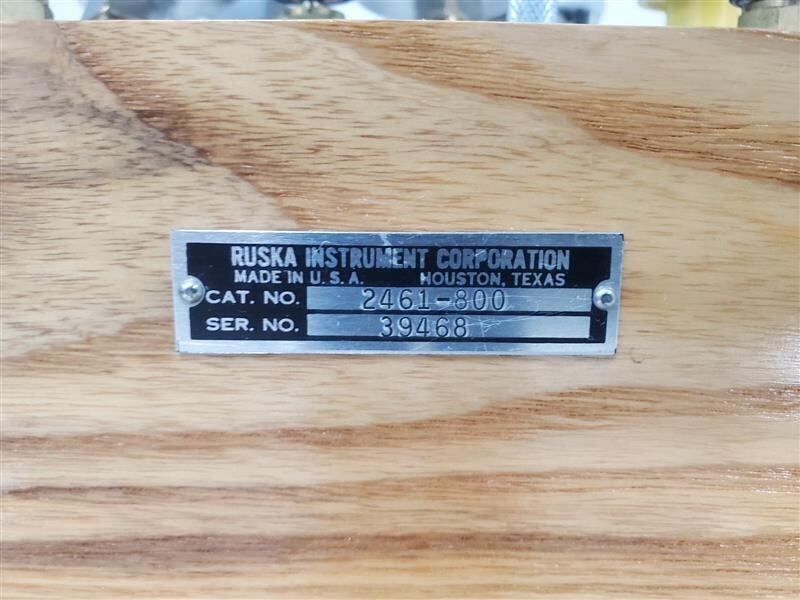 RUSKA INSTRUMENT CORPORATION
MADE IN U.S.A. HOUSTON, TEXAS
CAT. NO. 2461-800
SER. NO. 39468